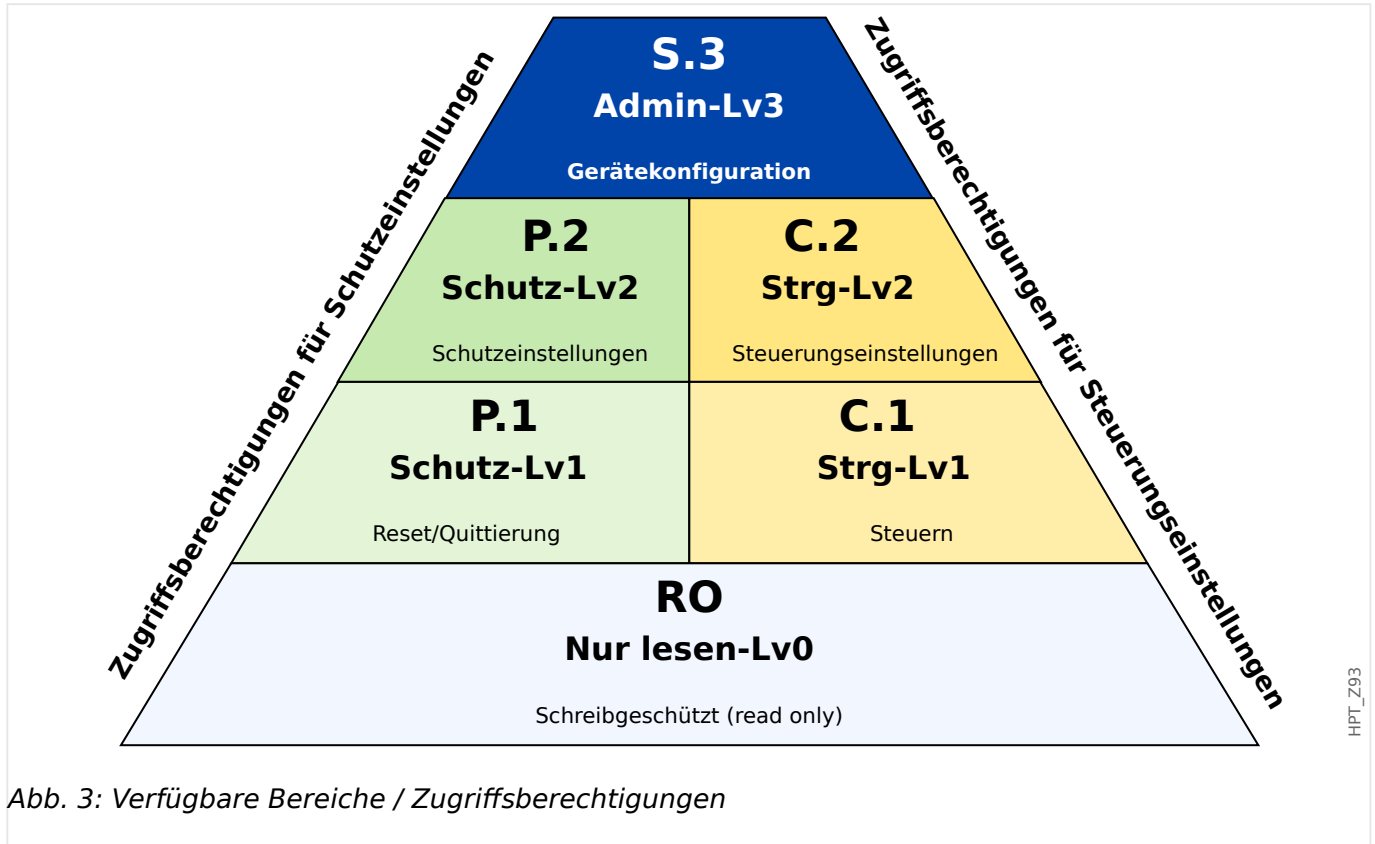 Zugriffsberechtigungen für Schutzeinstellungen
Zugriffsberechtigungen für Steuerungseinstellungen
S.3
Admin-Lv3
Gerätekonfiguration
P.2
Schutz-Lv2
Schutzeinstellungen
C.2
Strg-Lv2
Steuerungseinstellungen
P.1
Schutz-Lv1
Reset/Quittierung
C.1
Strg-Lv1
Steuern
RO
Nur lesen-Lv0
Schreibgeschützt (read only)
HPT_Z93
Abb. 3: Verfügbare Bereiche / Zugriffsberechtigungen